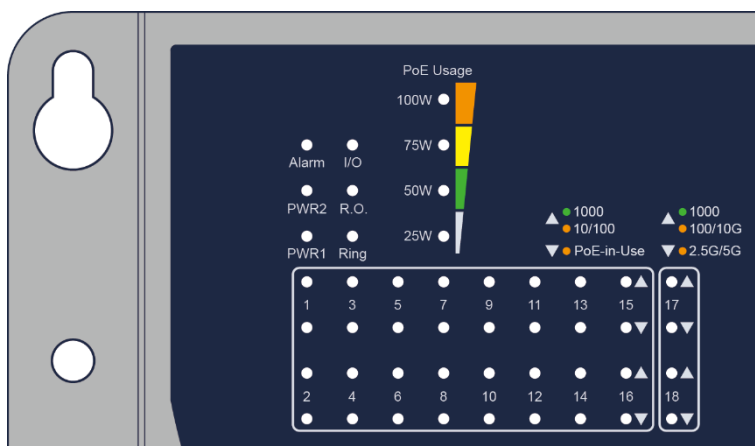 PoE Usage
100W
75W
50W
25W
Alarm I/O
PWR2 R.O.
PWR1 Ring
1000
10/100
PoE-in-Use
1000
100/10G
2.5G/5G
1 3 5 7 9 11 13 15 17
2 4 6 8 10 12 14 16 18